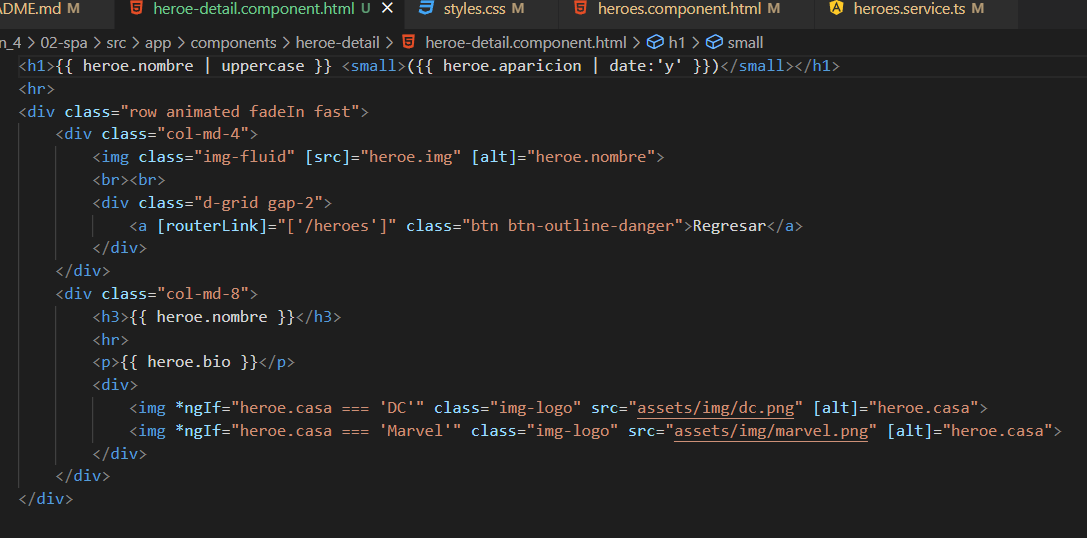 DME.md M heroe-detail.component.html U styles.css M heroes.component.html M heroes.service.ts M
n_4 > 02-spa > src > app > components > heroe-detail > heroe-detail.component.html > h1 > small
<h1>{{ heroe.nombre | uppercase }} <small>({{ heroe.aparicion | date:'y' }})</small></h1>
<hr>
<div class="row animated fadeIn fast">
<div class="col-md-4">
<img class="img-fluid" [src]="heroe.img" [alt]="heroe.nombre">
<br><br>
<div class="d-grid gap-2">
<a [routerLink]="['/heroes']" class="btn btn-outline-danger">Regresar</a>
</div>
</div>
<div class="col-md-8">
<h3>{{ heroe.nombre }}</h3>
<hr>
<p>{{ heroe.bio }}</p>
<div>
<img *ngIf="heroe.casa === 'DC'" class="img-logo" src="assets/img/dc.png" [alt]="heroe.casa">
<img *ngIf="heroe.casa === 'Marvel'" class="img-logo" src="assets/img/marvel.png" [alt]="heroe.casa">
</div>
</div>
</div>